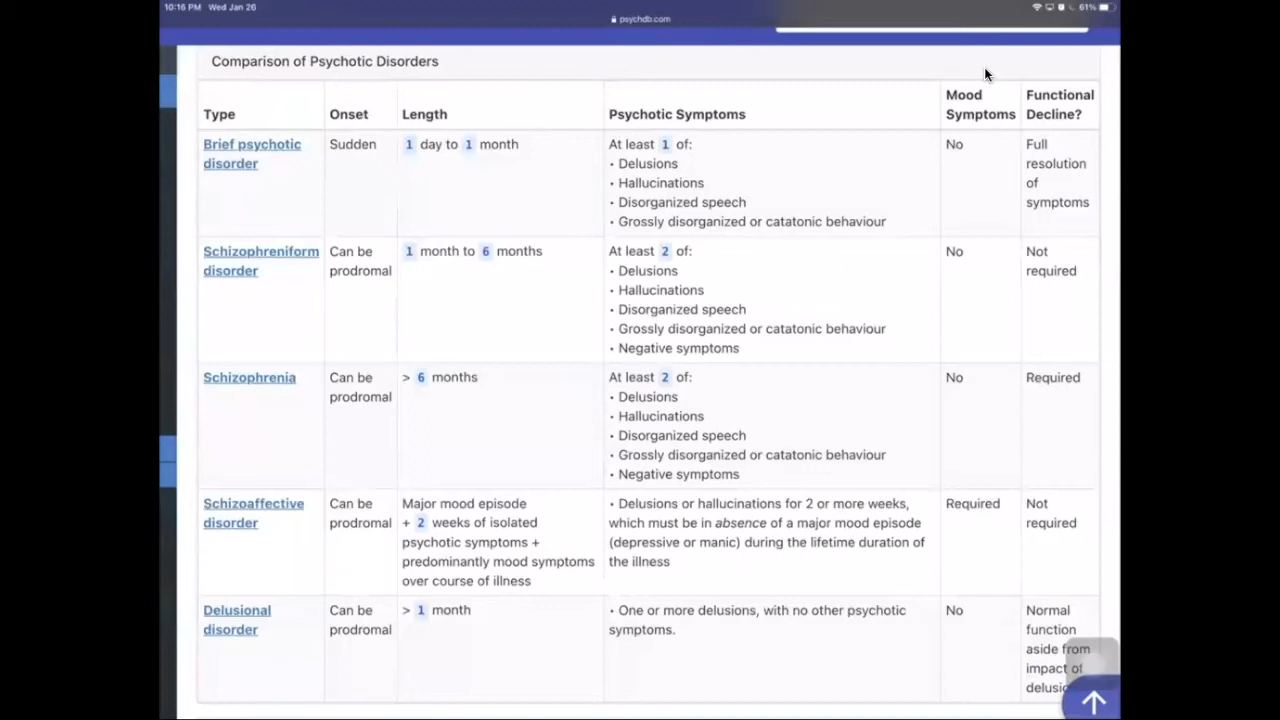 10:16 PM Wed Jan 26
61%
psychdb.com
Comparison of Psychotic Disorders
Type Onset Length Psychotic Symptoms Mood Symptoms Functional Decline?
Brief psychotic disorder
Sudden
1 day to 1 month
At least 1 of:
• Delusions
• Hallucinations
• Disorganized speech
• Grossly disorganized or catatonic behaviour
No
Full
resolution
of
symptoms
Schizophreniform
disorder
Can be
prodromal
1 month to 6 months
At least 2 of:
• Delusions
• Hallucinations
• Disorganized speech
• Grossly disorganized or catatonic behaviour
• Negative symptoms
No
Not
required
Schizophrenia
Can be
prodromal
> 6 months
At least 2 of:
• Delusions
• Hallucinations
• Disorganized speech
• Grossly disorganized or catatonic behaviour
• Negative symptoms
No
Required
Schizoaffective
disorder
Can be
prodromal
Major mood episode
+ 2 weeks of isolated
psychotic symptoms +
predominantly mood symptoms
over course of illness
• Delusions or hallucinations for 2 or more weeks,
which must be in absence of a major mood episode
(depressive or manic) during the lifetime duration of
the illness
Required
Not
required
Delusional
disorder
Can be
prodromal
> 1 month
• One or more delusions, with no other psychotic
symptoms.
No
Normal
function
aside from
impact of